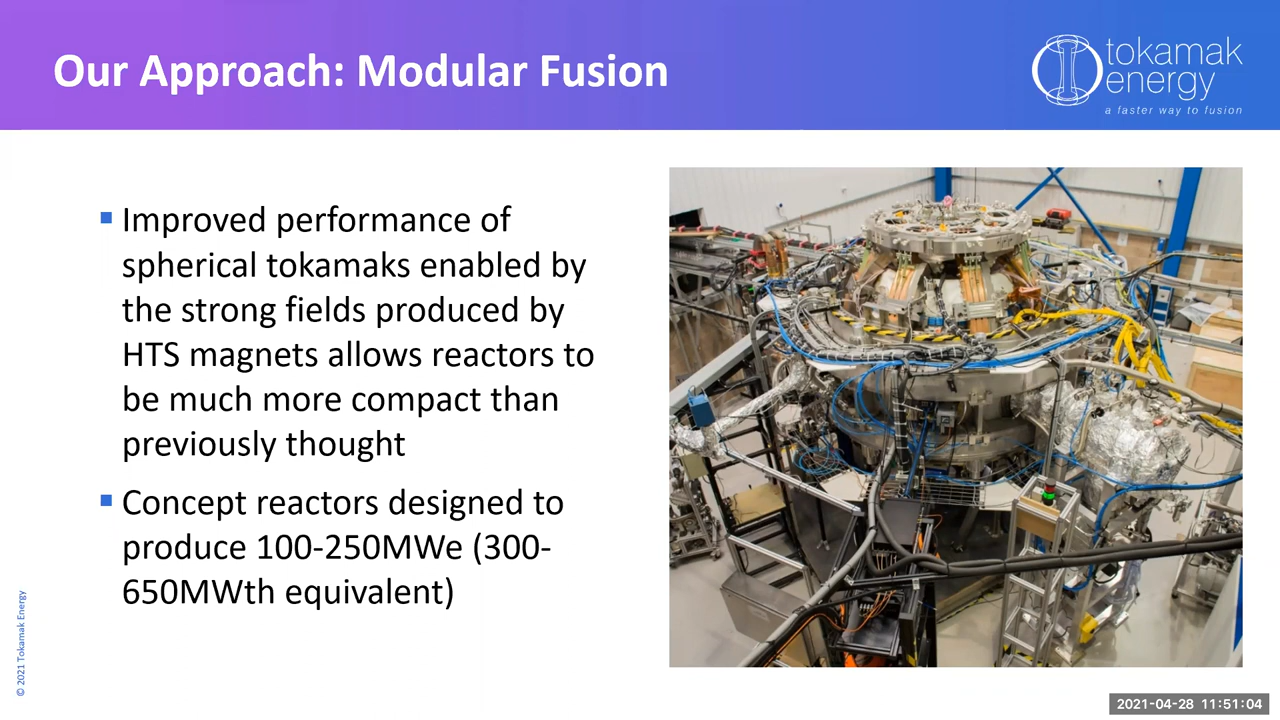 Our Approach: Modular Fusion
tokamak
energy
a faster way to fusion
▪ Improved performance of
spherical tokamaks enabled by
the strong fields produced by
HTS magnets allows reactors to
be much more compact than
previously thought
▪ Concept reactors designed to
produce 100-250MWe (300-
650MWth equivalent)
© 2021 Tokamak Energy
2021-04-28 11:51:04